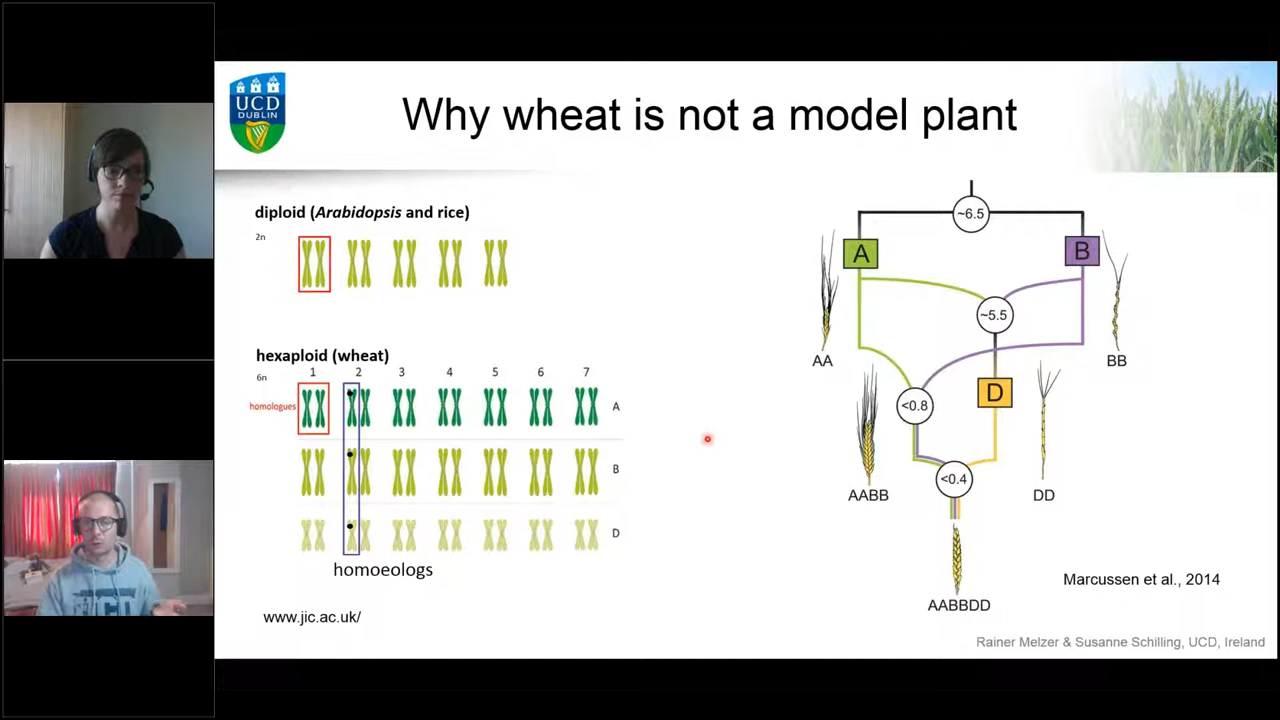 UCD
DUBLIN
Why wheat is not a model plant
diploid (Arabidopsis and rice)
2n
hexaploid (wheat)
6n
1 2 3 4 5 6 7
homologues
A
B
D
homoeologs
www.jic.ac.uk/
~6.5
A
B
~5.5
AA
BB
D
<0.8
<0.4
AABB
DD
AABBDD
Marcussen et al., 2014
Rainer Melzer & Susanne Schilling, UCD, Ireland